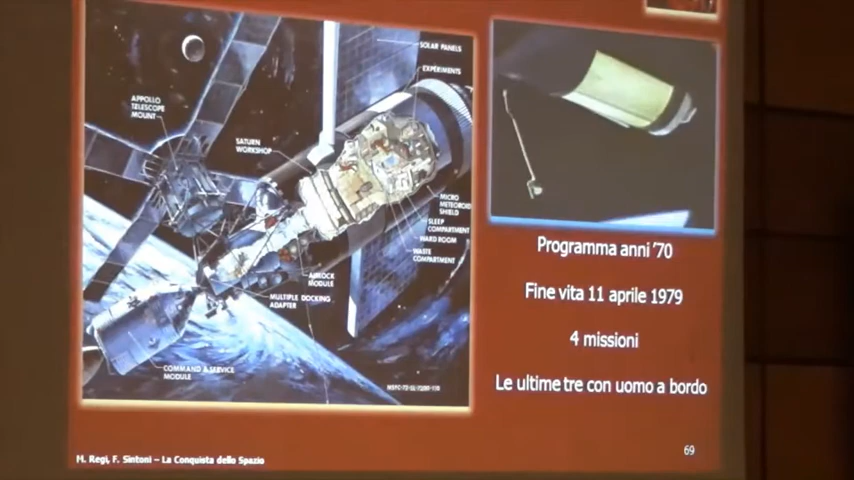 SOLAR PANELS
EXPERIMENTS
APPOLLO
TELESCOPE
MOUNT
SATURN
WORKSHOP
MICRO
METEOROID
SHIELD
SLEEP
COMPARTMENT
WARD ROOM
WASTE
COMPARTMENT
AIRLOCK
MODULE
MULTIPLE DOCKING
ADAPTER
COMMAND & SERVICE
MODULE
Programma anni '70
Fine vita 11 aprile 1979
4 missioni
Le ultime tre con uomo a bordo
M. Regi, F. Sintoni – La Conquista dello Spazio
69